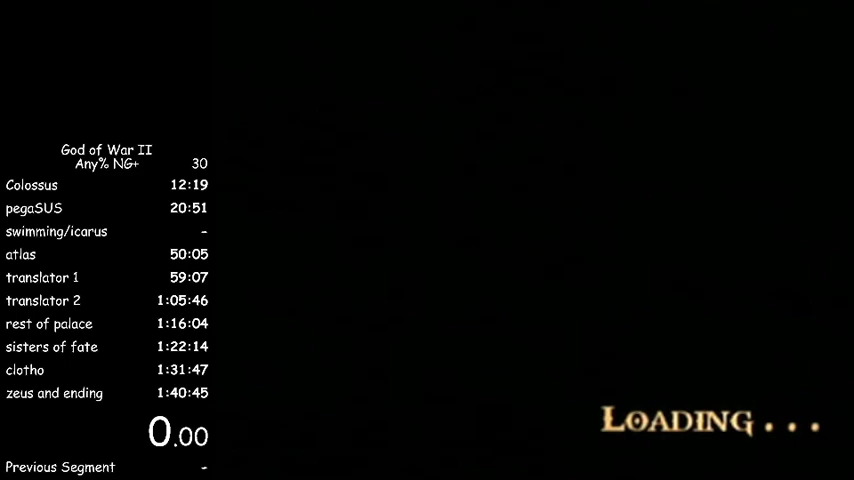 God of War II
Any% NG+ 30
Colossus 12:19
pegaSUS 20:51
swimming/icarus -
atlas 50:05
translator 1 59:07
translator 2 1:05:46
rest of palace 1:16:04
sisters of fate 1:22:14
clotho 1:31:47
zeus and ending 1:40:45
0.00
Previous Segment -
LOADING . . .